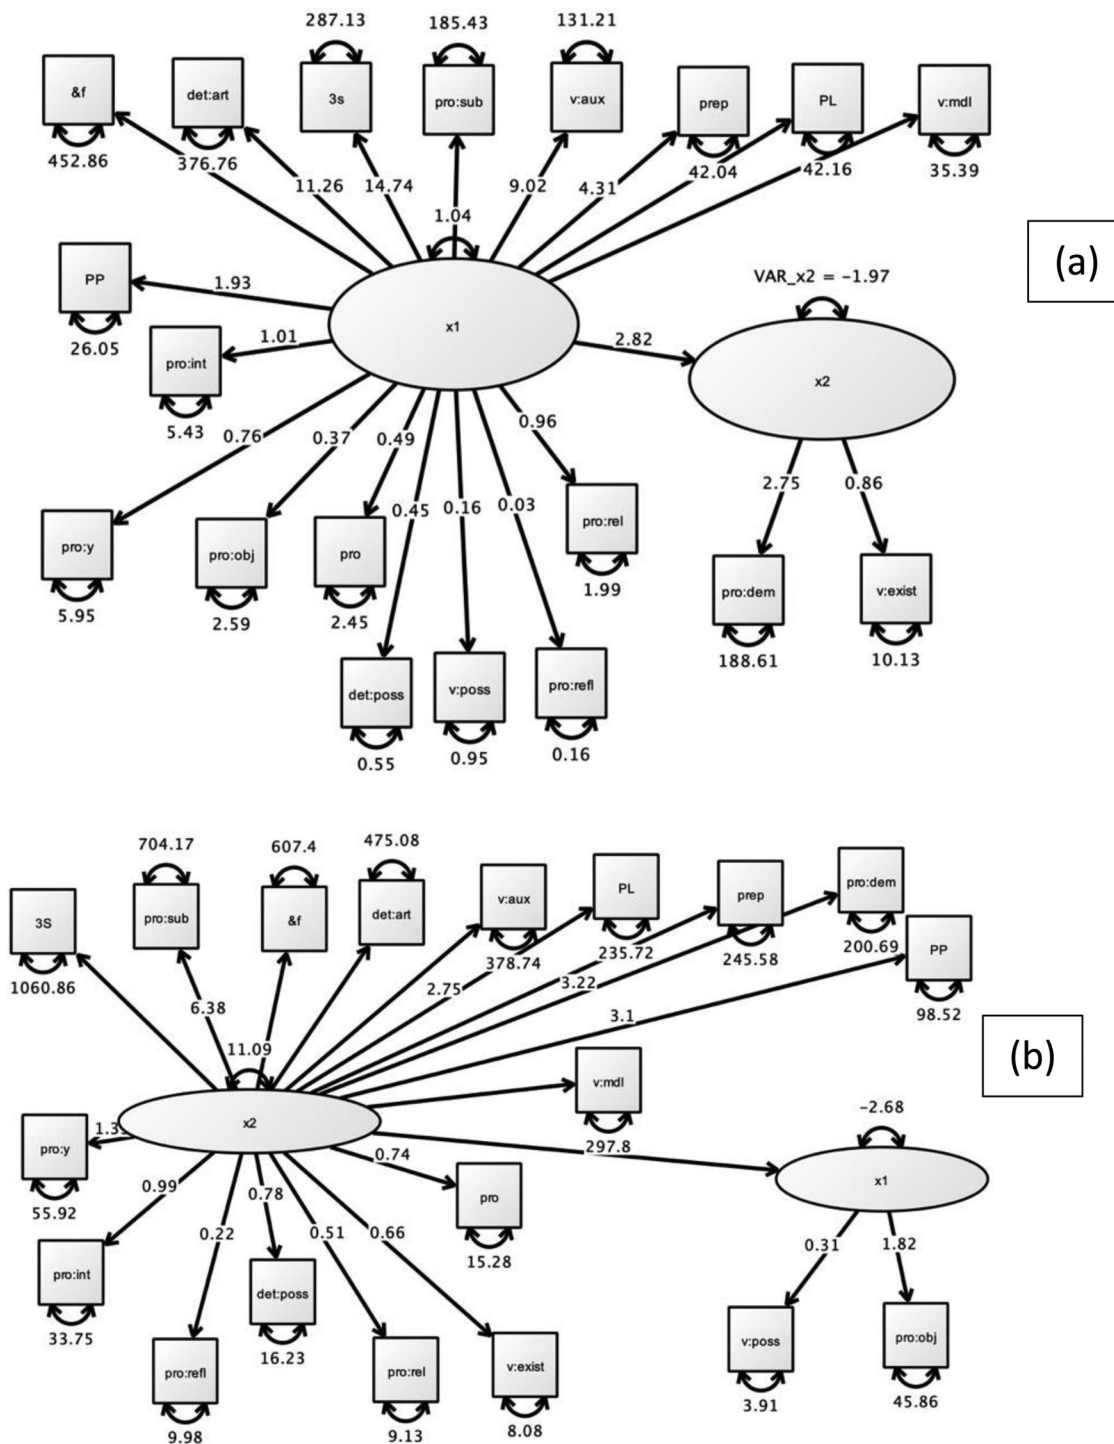 287.13
185.43
131.21
&f
det:art
3s
pro:sub
v:aux
prep
PL
v:mdl
452.86
376.76
42.04
42.16
35.39
11.26
14.74
9.02
4.31
1.04
(a)
PP
1.93
VAR_x2 = -1.97
26.05
x1
1.01
2.82
pro:int
x2
5.43
0.76
0.37
0.49
0.96
2.75
0.86
0.45
0.16
0.03
pro:rel
pro:y
pro:obj
pro
1.99
pro:dem
v:exist
5.95
2.59
2.45
188.61
10.13
det:poss
v:poss
pro:refl
0.55
0.95
0.16
704.17
607.4
475.08
3S
pro:sub
&f
det:art
v:aux
PL
prep
pro:dem
1060.86
378.74
235.72
245.58
200.69
PP
2.75
3.22
6.38
3.1
98.52
11.09
(b)
v:mdl
x2
297.8
-2.68
pro:y
1.3
0.74
x1
55.92
0.99
0.78
pro
0.22
0.51
0.66
15.28
0.31
1.82
pro:int
det:poss
33.75
16.23
pro:refl
pro:rel
v:exist
v:poss
pro:obj
9.98
9.13
8.08
3.91
45.86